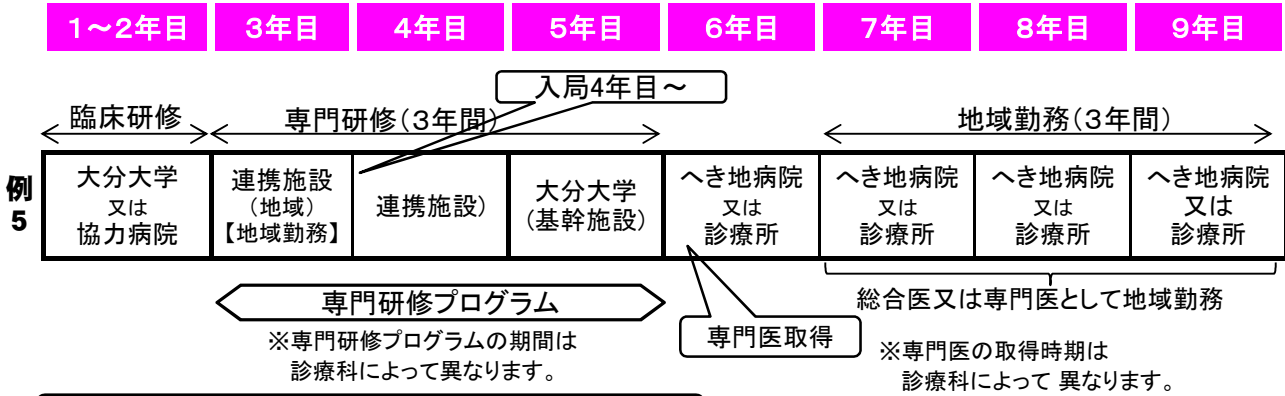 1～2年目 3年目 4年目 5年目 6年目 7年目 8年目 9年目
入局4年目～
臨床研修 専門研修(3年間) 地域勤務(3年間)
例5
大分大学
又は
協力病院
連携施設
(地域)
【地域勤務】
連携施設)
大分大学
(基幹施設)
へき地病院
又は
診療所
へき地病院
又は
診療所
へき地病院
又は
診療所
へき地病院
又は
診療所
専門研修プログラム
※専門研修プログラムの期間は
診療科によって異なります。
専門医取得
総合医又は専門医として地域勤務
※専門医の取得時期は
診療科によって 異なります。